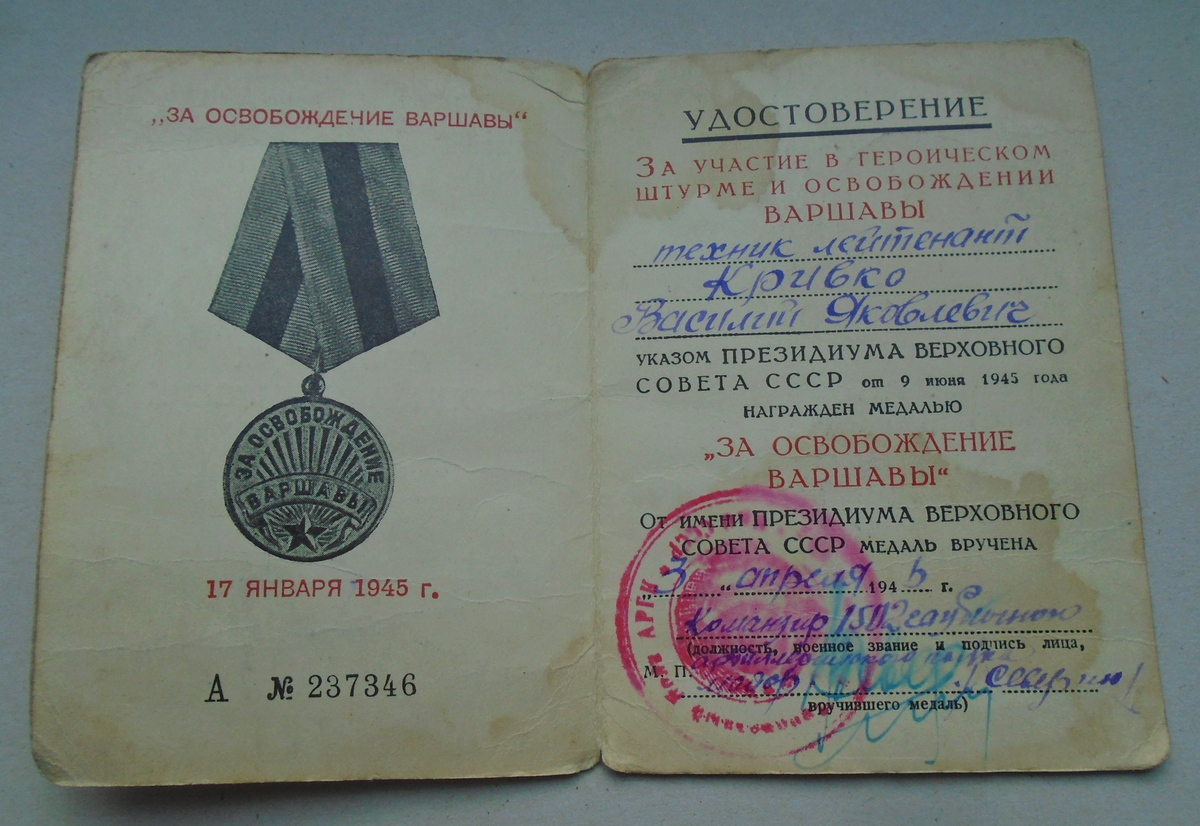 „ЗА ОСВОБОЖДЕНИЕ ВАРШАВЫ“
ЗА ОСВОБОЖДЕНИЕ
ВАРШАВЫ
17 ЯНВАРЯ 1945 г.
А № 237346
УДОСТОВЕРЕНИЕ
ЗА УЧАСТИЕ В ГЕРОИЧЕСКОМ
ШТУРМЕ И ОСВОБОЖДЕНИИ
ВАРШАВЫ
техник лейтенант
Кривко
Василий Яковлевич
УКАЗОМ ПРЕЗИДИУМА ВЕРХОВНОГО
СОВЕТА СССР от 9 июня 1945 года
НАГРАЖДЕН МЕДАЛЬЮ
„ЗА ОСВОБОЖДЕНИЕ
ВАРШАВЫ“
От имени ПРЕЗИДИУМА ВЕРХОВНОГО
СОВЕТА СССР МЕДАЛЬ ВРУЧЕНА
„3“ апреля 194 г.
Командир
(должность, военное звание и подпись лица,
М. П.
вручившего медаль)